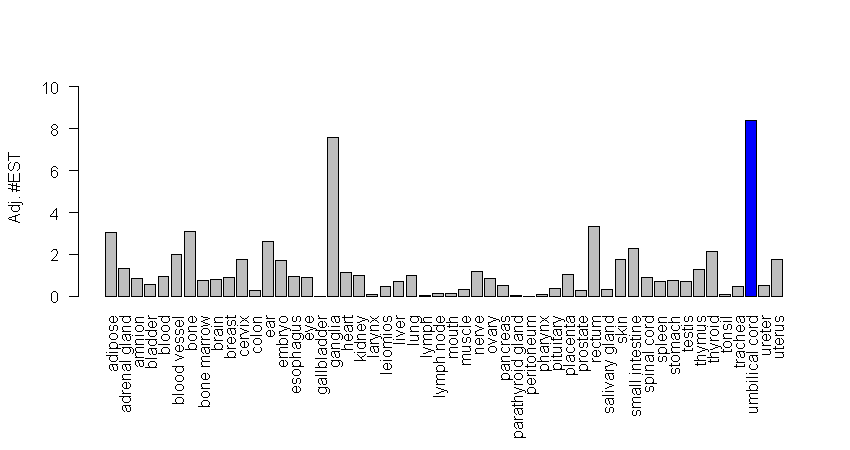 10
8
6
4
2
0
Adj. #EST
adipose
adrenal gland
amnion
bladder
blood
blood vessel
bone
bone marrow
brain
breast
cervix
colon
ear
embryo
esophagus
eye
gallbladder
ganglia
heart
kidney
larynx
leiomios
liver
lung
lymph
lymph node
mouth
muscle
nerve
ovary
pancreas
parathyroid gland
peritoneum
pharynx
pituitary
placenta
prostate
rectum
salivary gland
skin
small intestine
spinal cord
spleen
stomach
testis
thymus
thyroid
tonsil
trachea
umbilical cord
ureter
uterus